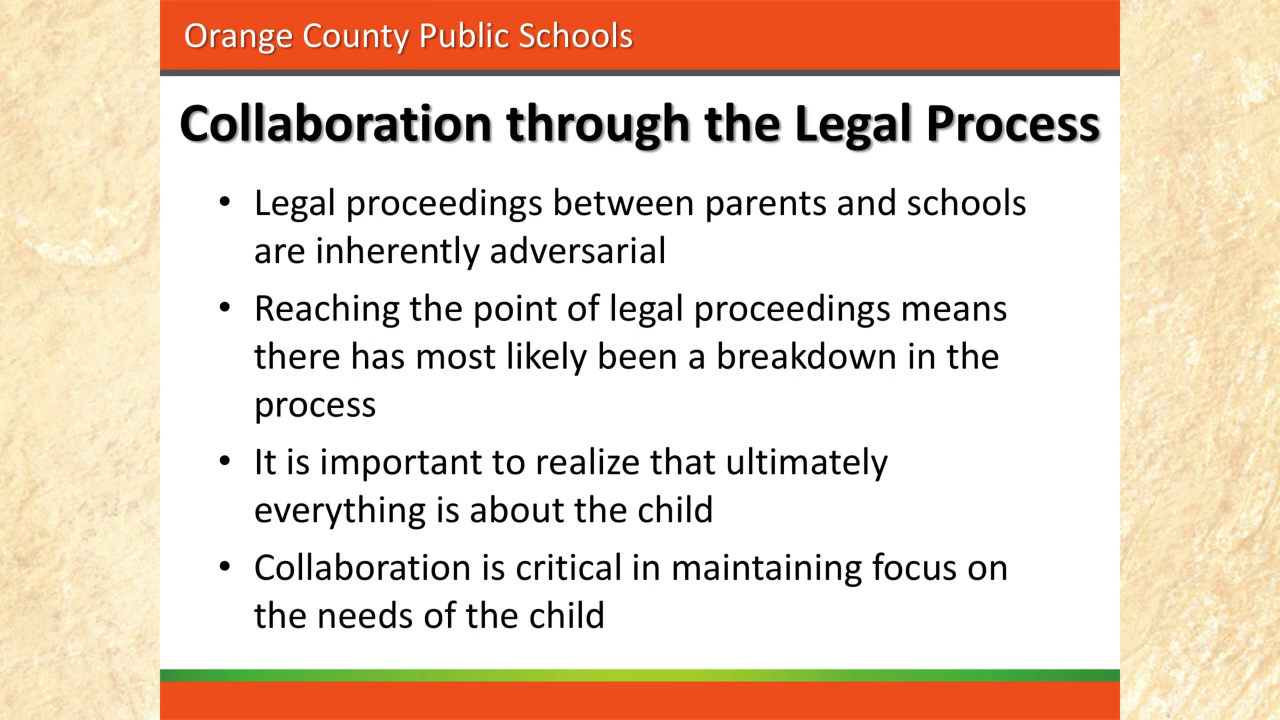 Orange County Public Schools
Collaboration through the Legal Process
• Legal proceedings between parents and schools
are inherently adversarial
• Reaching the point of legal proceedings means
there has most likely been a breakdown in the
process
• It is important to realize that ultimately
everything is about the child
• Collaboration is critical in maintaining focus on
the needs of the child